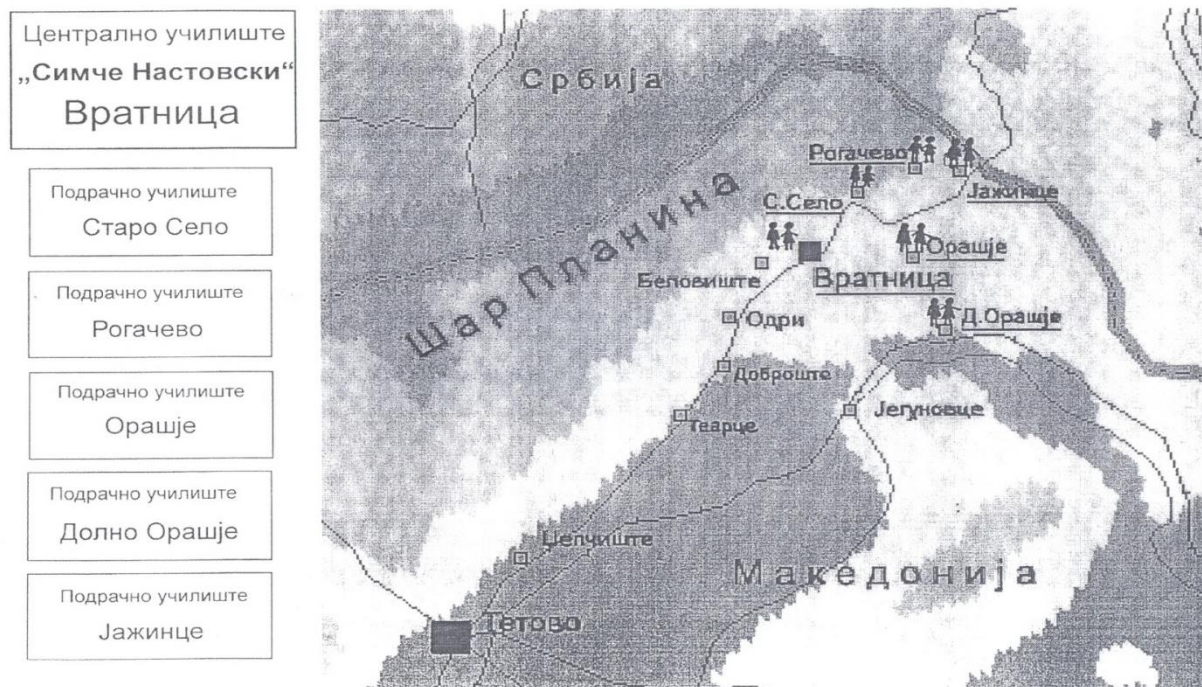 Централно училиште
„Симче Настовски“
Вратница
Подрачно училиште
Старо Село
Подрачно училиште
Рогачево
Подрачно училиште
Орашје
Подрачно училиште
Долно Орашје
Подрачно училиште
Јажинце
Србија
Шар Планина
Рогачево
Јажинце
С.Село
Орашје
Беловиште
Вратница
Одри
Д.Орашје
Доброште
Теарце
Јегуновце
Џепчиште
Македонија
Тетово